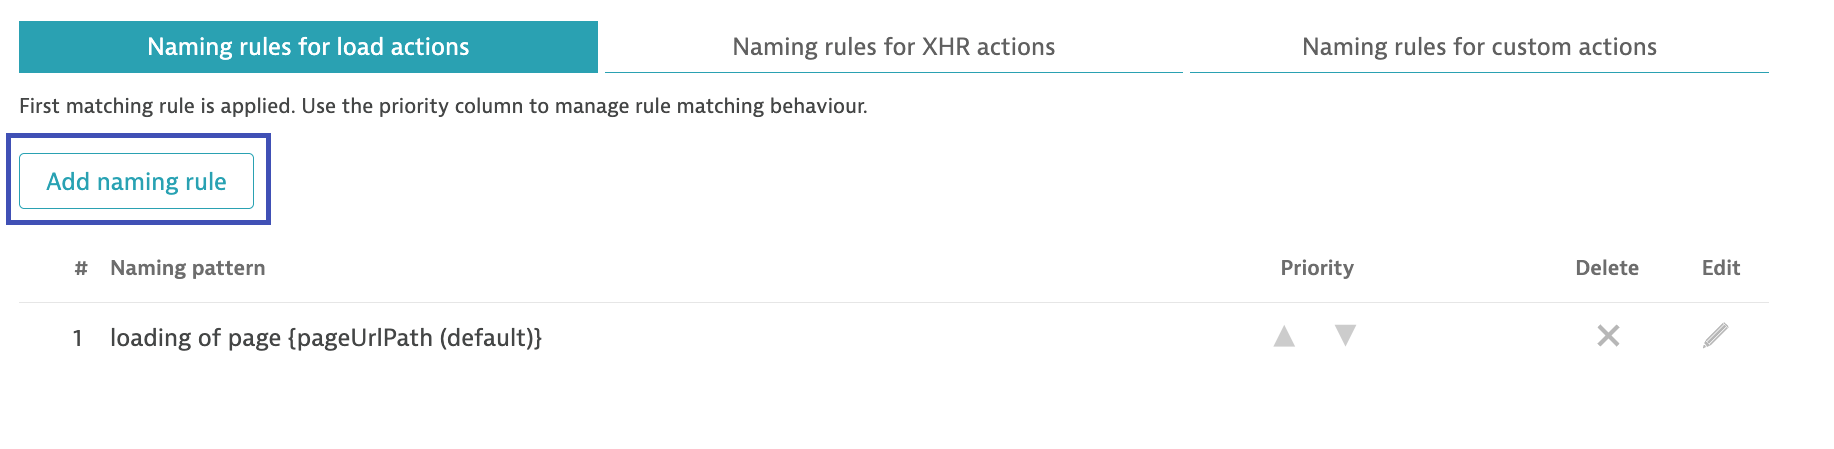 Naming rules for load actions Naming rules for XHR actions Naming rules for custom actions
First matching rule is applied. Use the priority column to manage rule matching behaviour.
Add naming rule
# Naming pattern Priority Delete Edit
1 loading of page {pageUrlPath (default)}